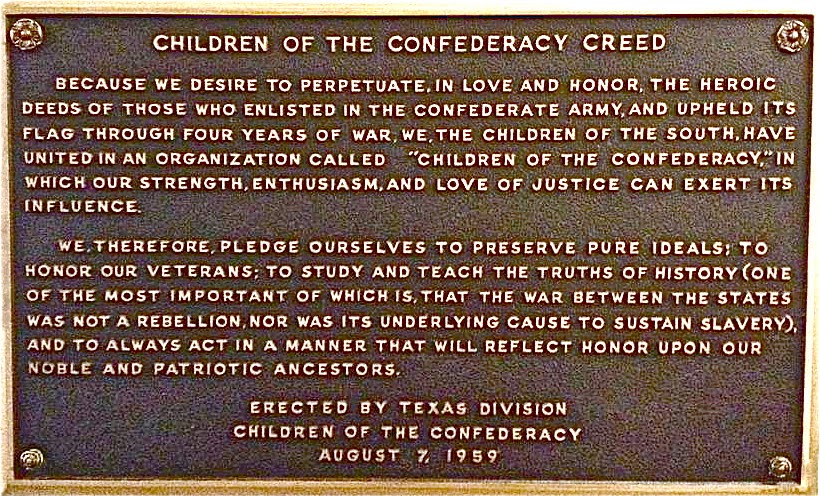 CHILDREN OF THE CONFEDERACY CREED
BECAUSE WE DESIRE TO PERPETUATE, IN LOVE AND HONOR, THE HEROIC
DEEDS OF THOSE WHO ENLISTED IN THE CONFEDERATE ARMY, AND UPHELD ITS
FLAG THROUGH FOUR YEARS OF WAR, WE, THE CHILDREN OF THE SOUTH, HAVE
UNITED IN AN ORGANIZATION CALLED "CHILDREN OF THE CONFEDERACY," IN
WHICH OUR STRENGTH, ENTHUSIASM, AND LOVE OF JUSTICE CAN EXERT ITS
INFLUENCE.
WE, THEREFORE, PLEDGE OURSELVES TO PRESERVE PURE IDEALS; TO
HONOR OUR VETERANS; TO STUDY AND TEACH THE TRUTHS OF HISTORY (ONE
OF THE MOST IMPORTANT OF WHICH IS, THAT THE WAR BETWEEN THE STATES
WAS NOT A REBELLION, NOR WAS ITS UNDERLYING CAUSE TO SUSTAIN SLAVERY),
AND TO ALWAYS ACT IN A MANNER THAT WILL REFLECT HONOR UPON OUR
NOBLE AND PATRIOTIC ANCESTORS.
ERECTED BY TEXAS DIVISION
CHILDREN OF THE CONFEDERACY
AUGUST 7, 1959